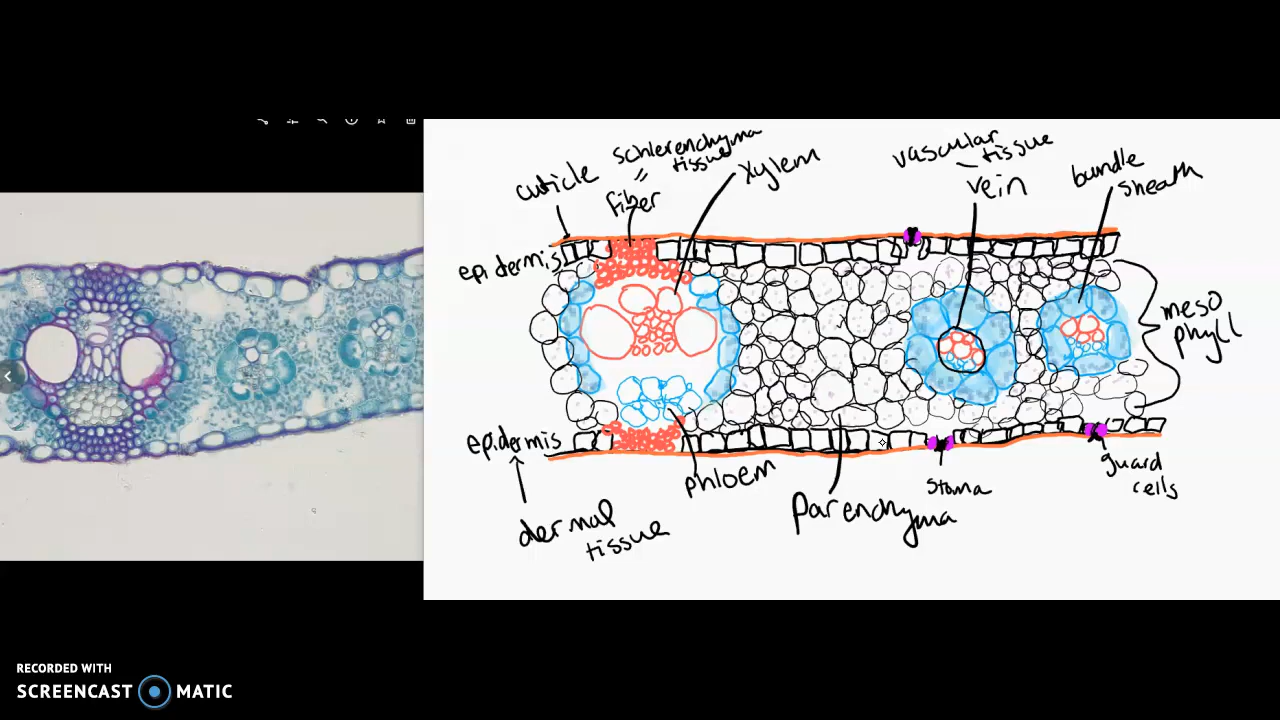 schlerenchyma
tissue
=
fiber
cuticle
xylem
vascular
tissue
vein
bundle
sheath
epidermis
meso
phyll
epidermis
phloem
parenchyma
stoma
guard
cells
dermal
tissue
RECORDED WITH
SCREENCAST MATIC